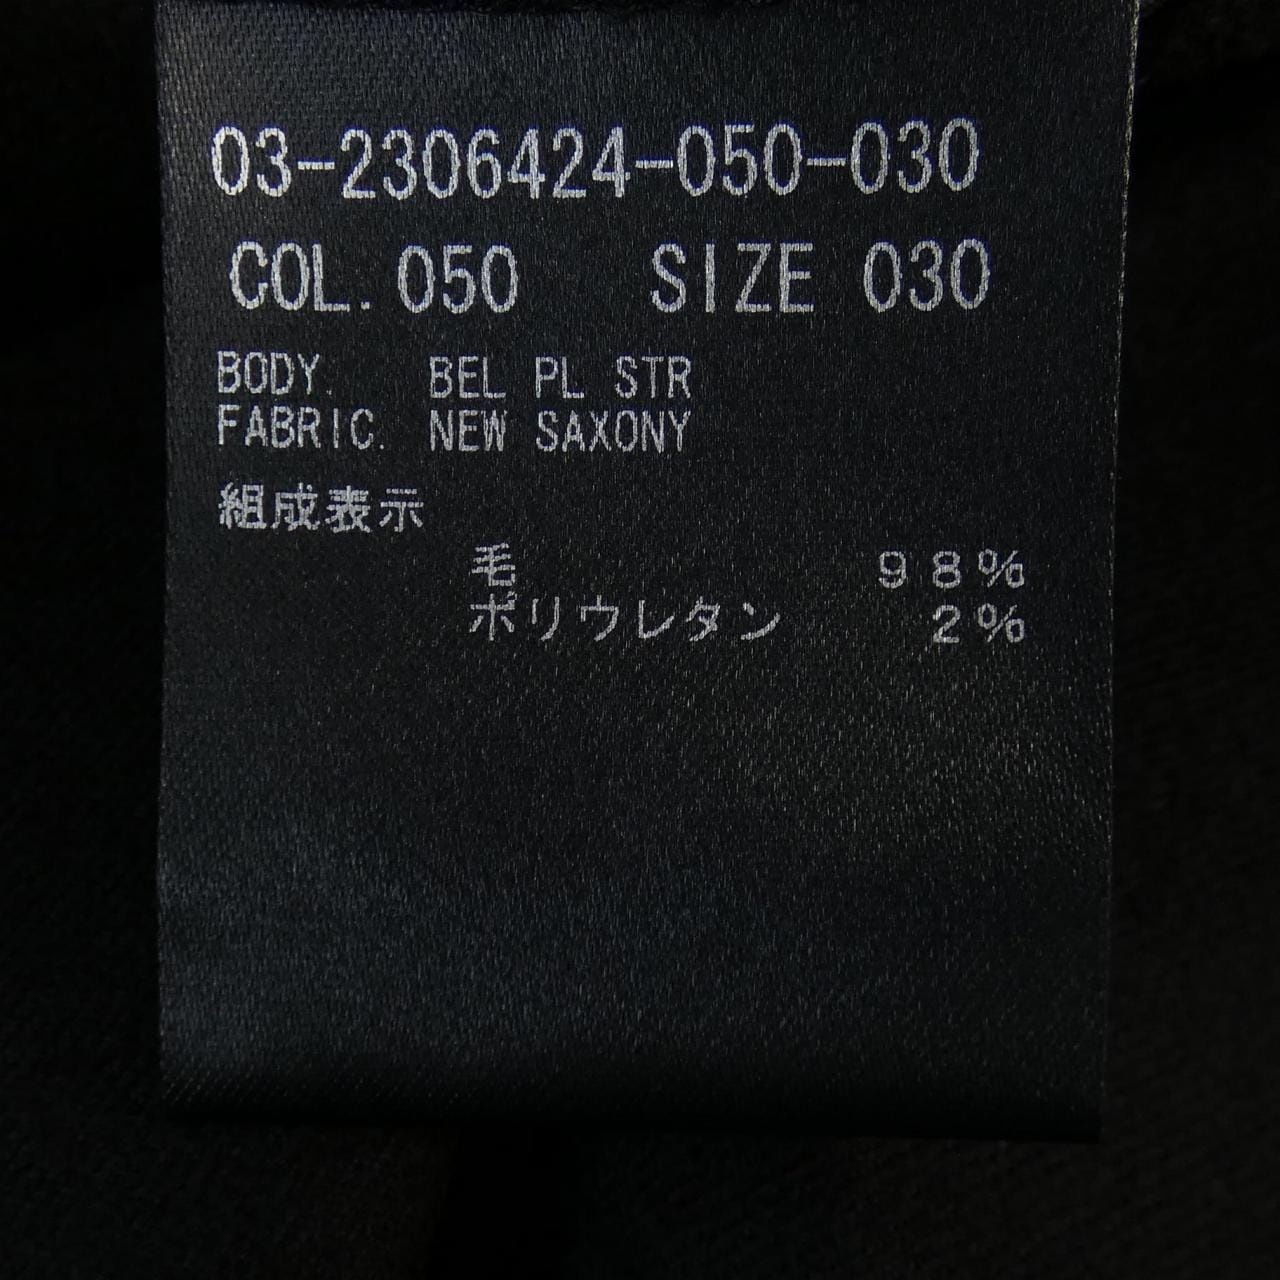 03-2306424-050-030
COL. 050 SIZE 030
BODY. BEL PL STR
FABRIC. NEW SAXONY
組成表示
毛 98%
ポリウレタン 2%